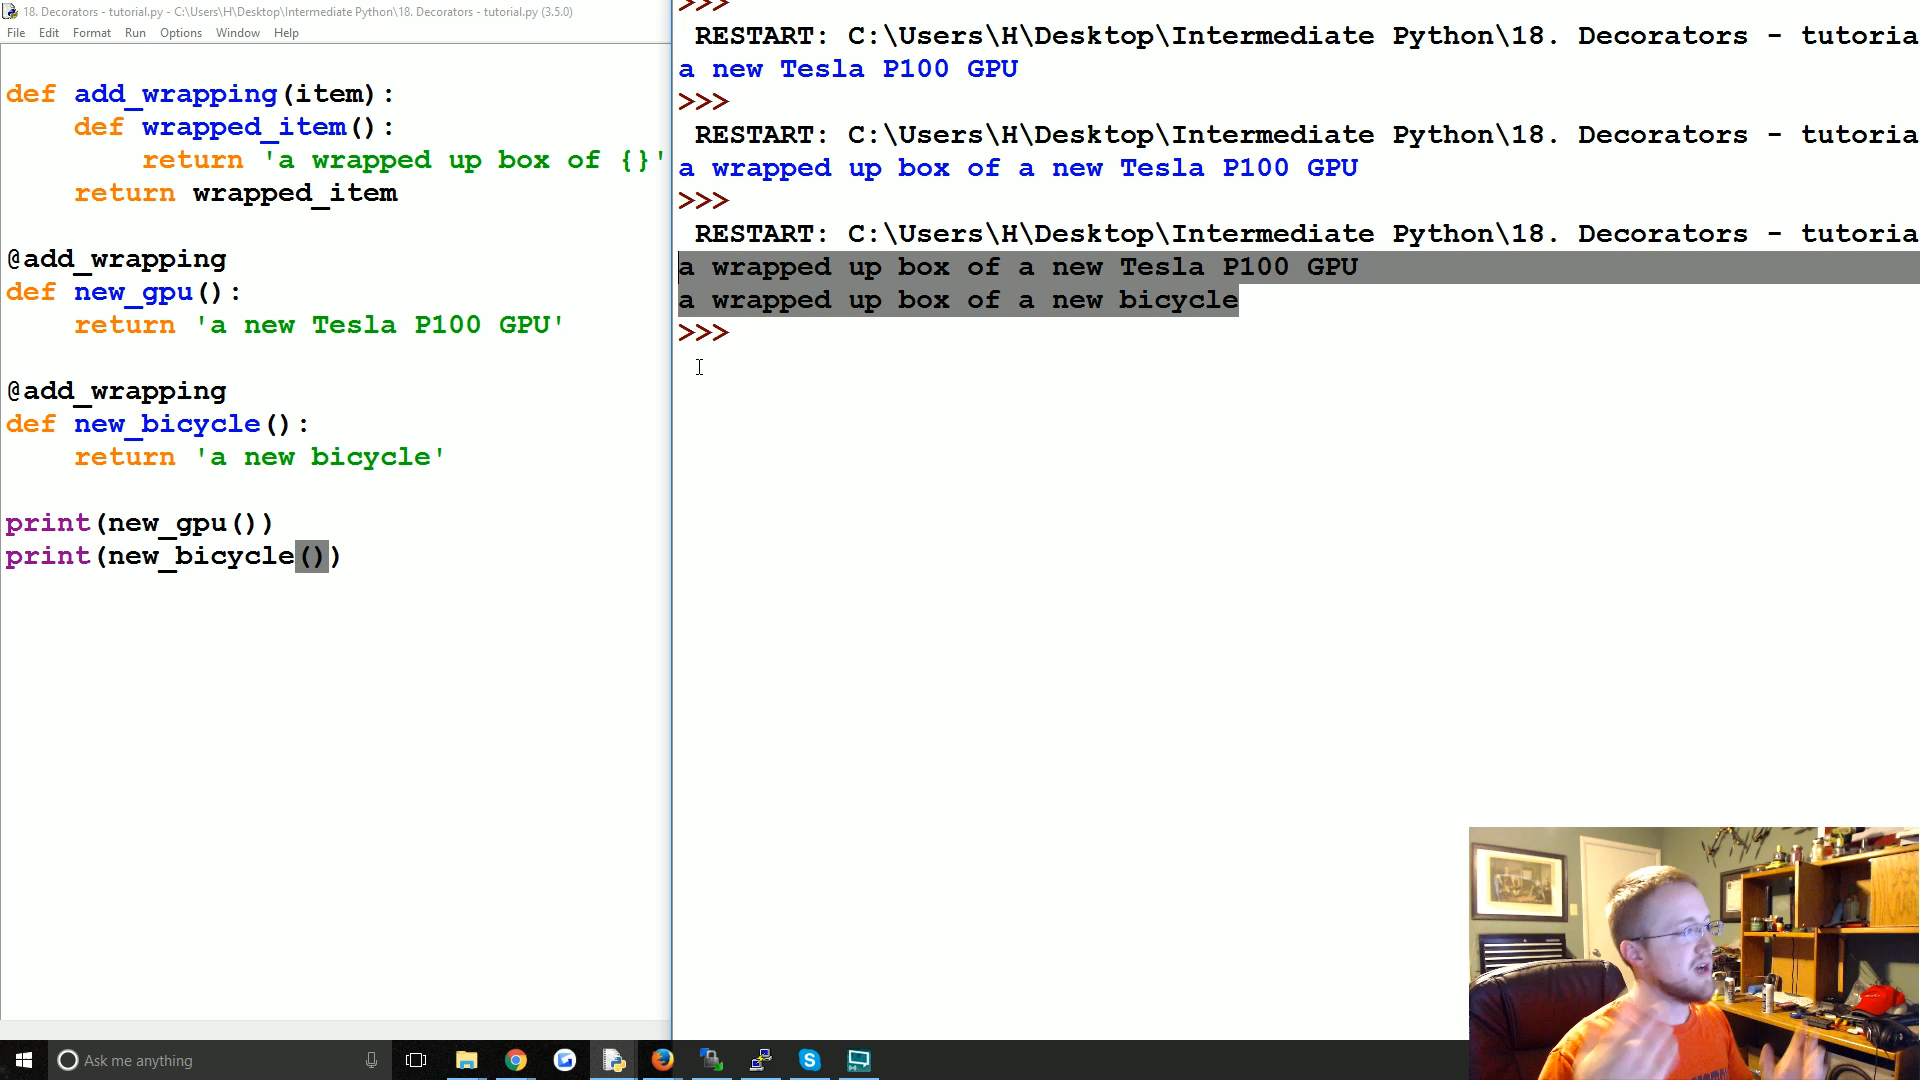 18. Decorators - tutorial.py - C:\Users\H\Desktop\Intermediate Python\18. Decorators - tutorial.py (3.5.0)
File Edit Format Run Options Window Help
def add_wrapping(item):
    def wrapped_item():
        return 'a wrapped up box of {}'
    return wrapped_item
@add_wrapping
def new_gpu():
    return 'a new Tesla P100 GPU'
@add_wrapping
def new_bicycle():
    return 'a new bicycle'
print(new_gpu())
print(new_bicycle())
>>>
RESTART: C:\Users\H\Desktop\Intermediate Python\18. Decorators - tutoria
a new Tesla P100 GPU
>>>
RESTART: C:\Users\H\Desktop\Intermediate Python\18. Decorators - tutoria
a wrapped up box of a new Tesla P100 GPU
>>>
RESTART: C:\Users\H\Desktop\Intermediate Python\18. Decorators - tutoria
a wrapped up box of a new Tesla P100 GPU
a wrapped up box of a new bicycle
>>>
Ask me anything